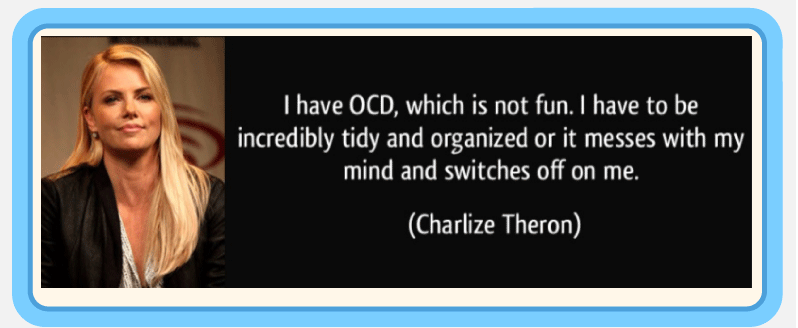 I have OCD, which is not fun. I have to be
incredibly tidy and organized or it messes with my
mind and switches off on me.
(Charlize Theron)